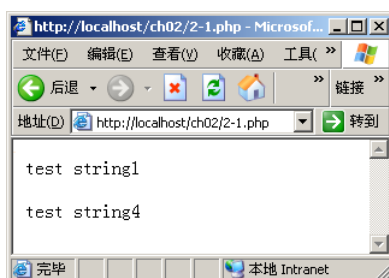 http://localhost/ch02/2-1.php - Microsof...
文件(F) 编辑(E) 查看(V) 收藏(A) 工具( »
后退 » 链接 »
地址(D) http://localhost/ch02/2-1.php 转到
test string1
test string4
完毕 本地 Intranet